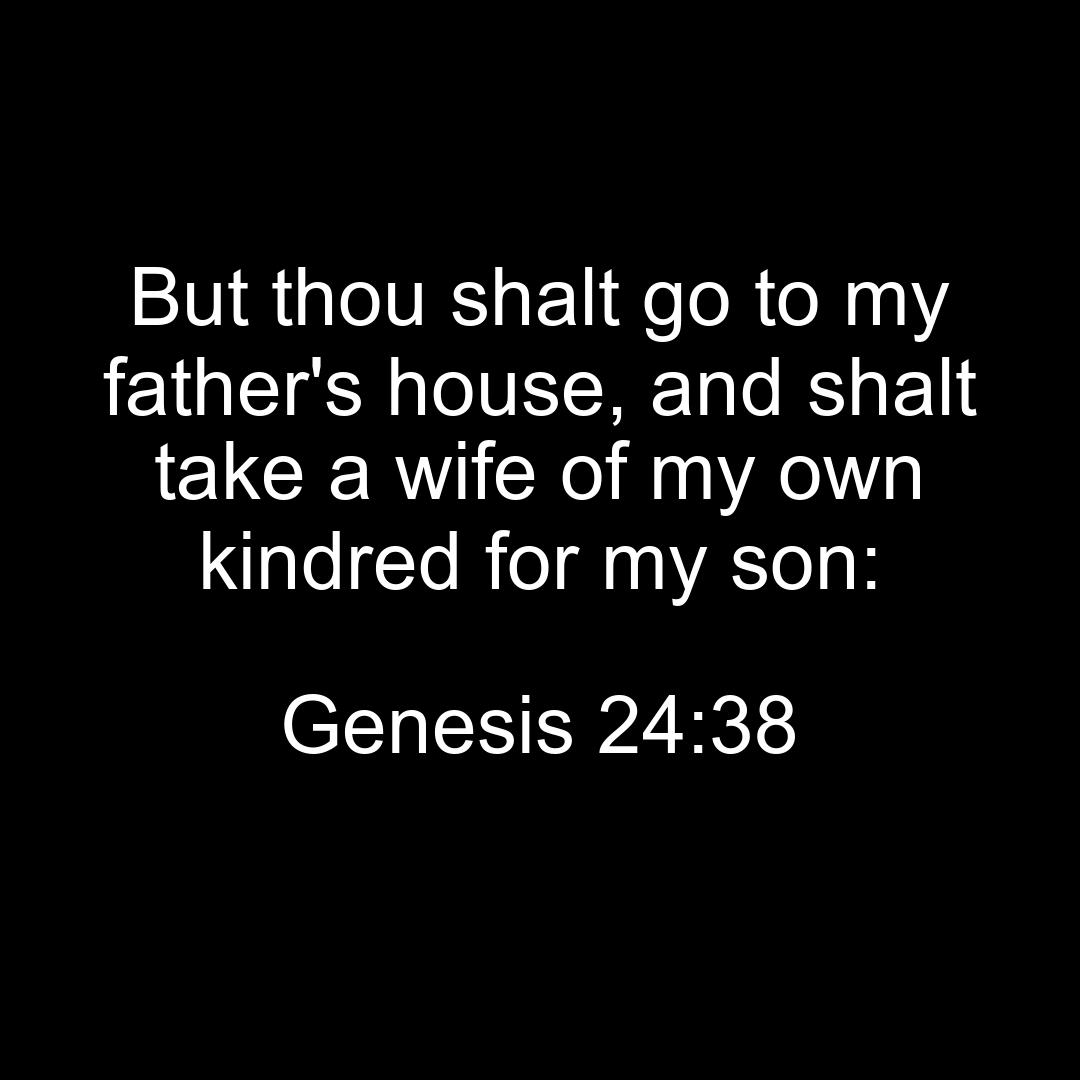 But thou shalt go to my
father's house, and shalt
take a wife of my own
kindred for my son:
Genesis 24:38